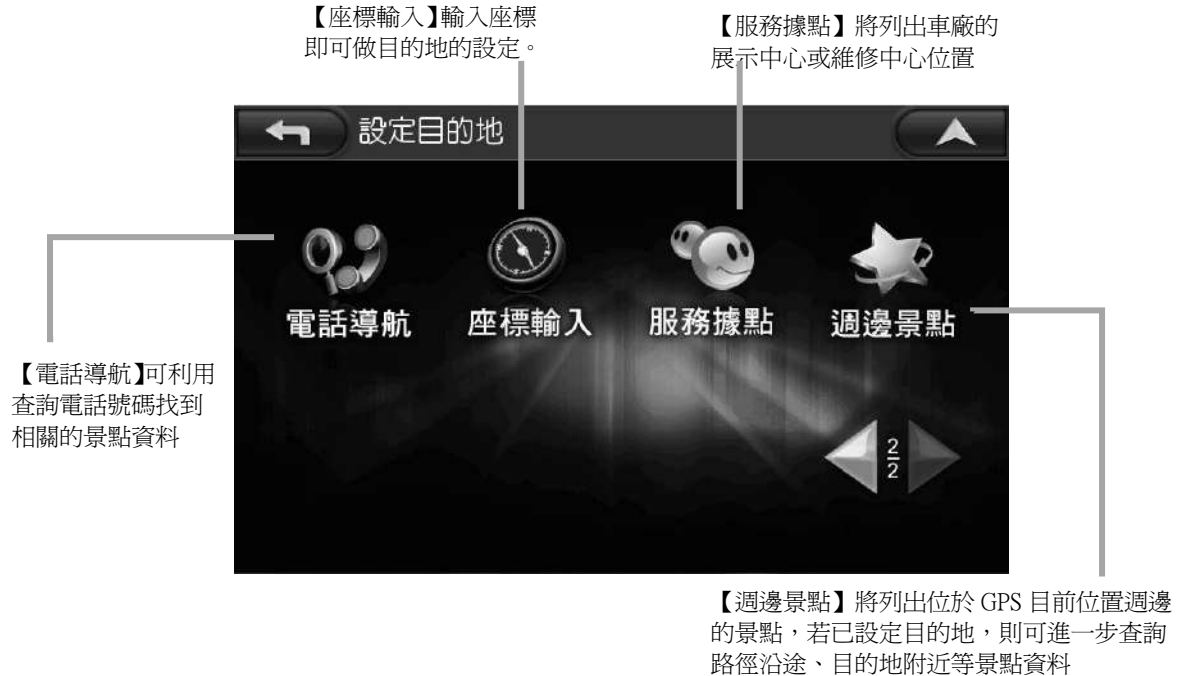 【座標輸入】輸入座標
即可做目的地的設定。
【服務據點】將列出車廠的
展示中心或維修中心位置
設定目的地
電話導航
座標輸入
服務據點
週邊景點
【電話導航】可利用
查詢電話號碼找到
相關的景點資料
2
2
【週邊景點】將列出位於 GPS 目前位置週邊
的景點，若已設定目的地，則可進一步查詢
路徑沿途、目的地附近等景點資料